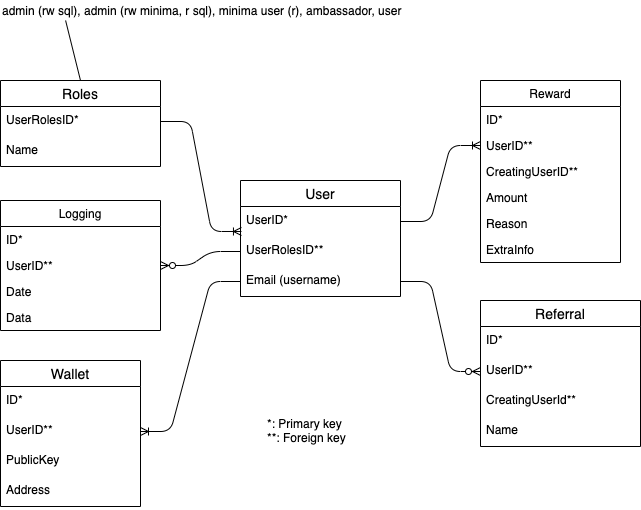 admin (rw sql), admin (rw minima, r sql), minima user (r), ambassador, user
Roles
UserRolesID*
Name
Logging
ID*
UserID**
Date
Data
Wallet
ID*
UserID**
PublicKey
Address
User
UserID*
UserRolesID**
Email (username)
*: Primary key
**: Foreign key
Reward
ID*
UserID**
CreatingUserID**
Amount
Reason
ExtraInfo
Referral
ID*
UserID**
CreatingUserId**
Name